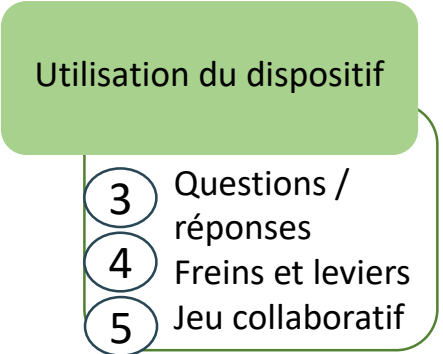 Utilisation du dispositif
3 Questions /
réponses
4 Freins et leviers
5 Jeu collaboratif